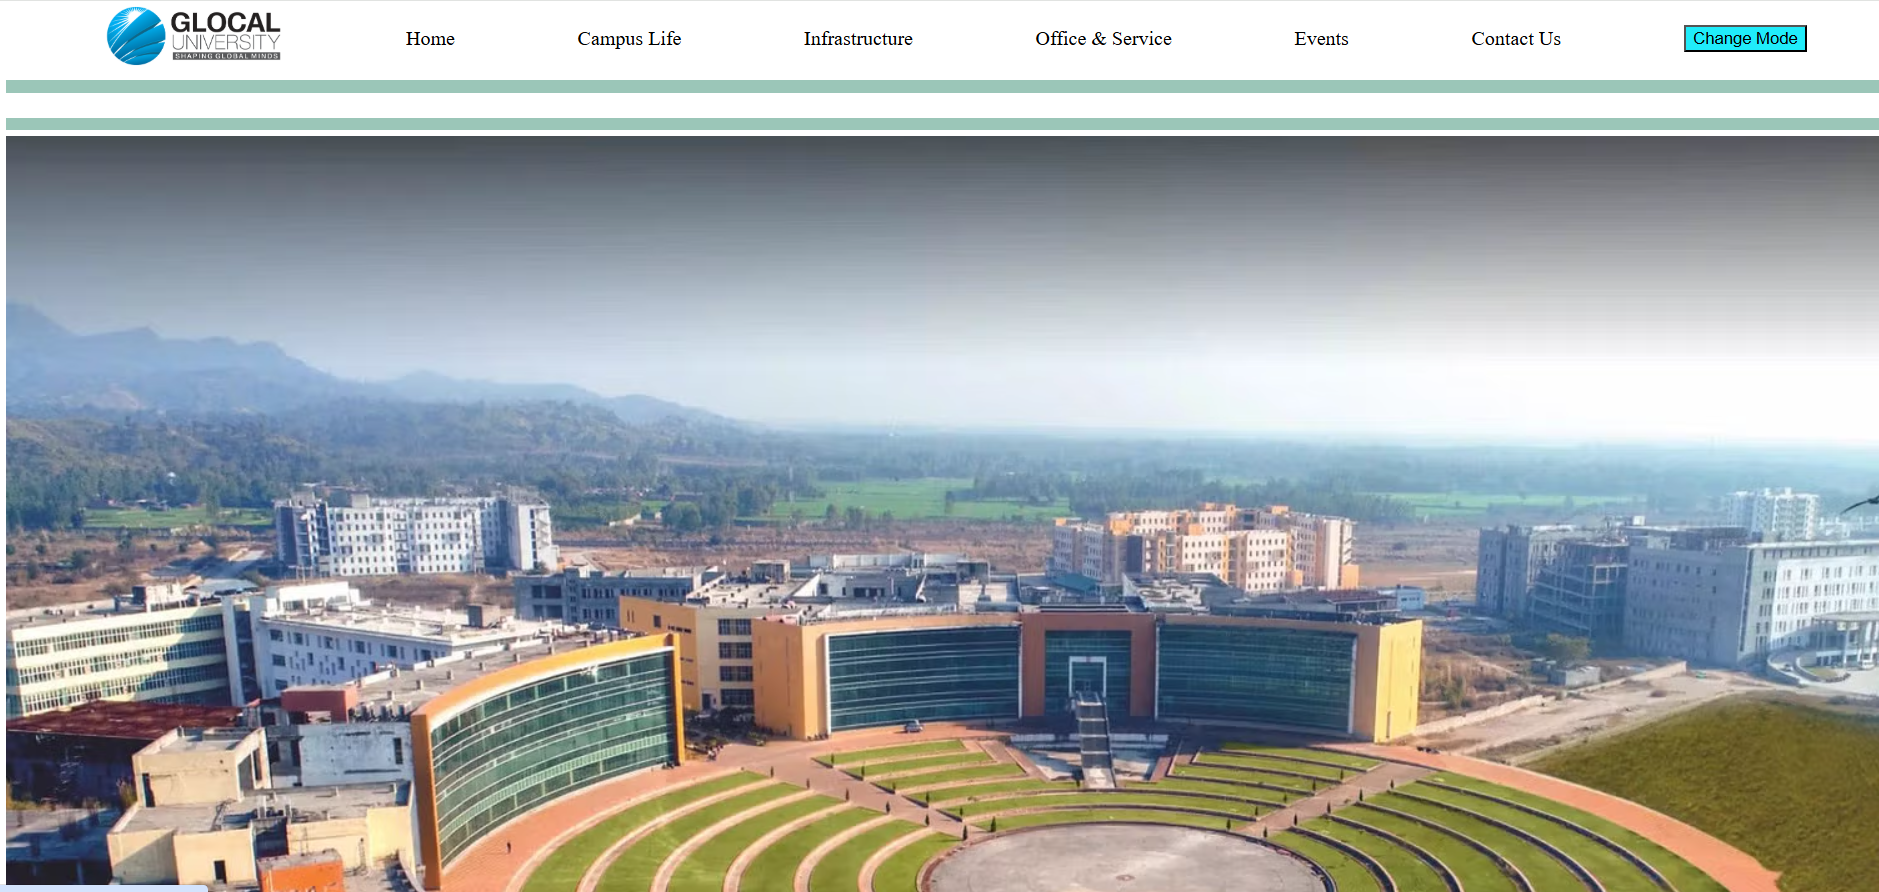 GLOCAL
UNIVERSITY
SHAPING GLOBAL MINDS
Home
Campus Life
Infrastructure
Office & Service
Events
Contact Us
Change Mode